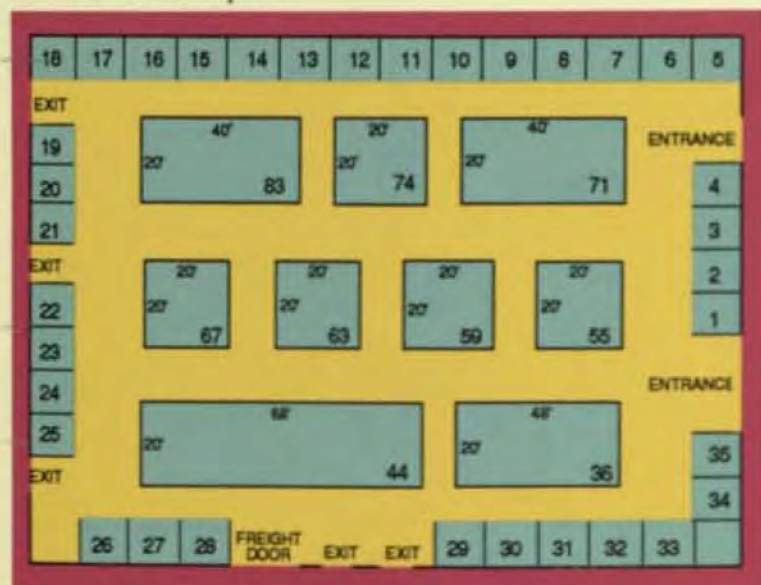 18 17 16 15 14 13 12 11 10 9 8 7 6 5
EXIT
40' 20' 40'
19
ENTRANCE
20' 20' 20'
20
83 74 71
4
21
3
EXIT
20' 20' 20' 20'
2
22
20' 20' 20' 20'
1
67 63 59 55
23
24
ENTRANCE
68' 48'
25
20' 20'
35
EXIT
44 36
34
26 27 28 FREIGHT
DOOR EXIT EXIT 29 30 31 32 33